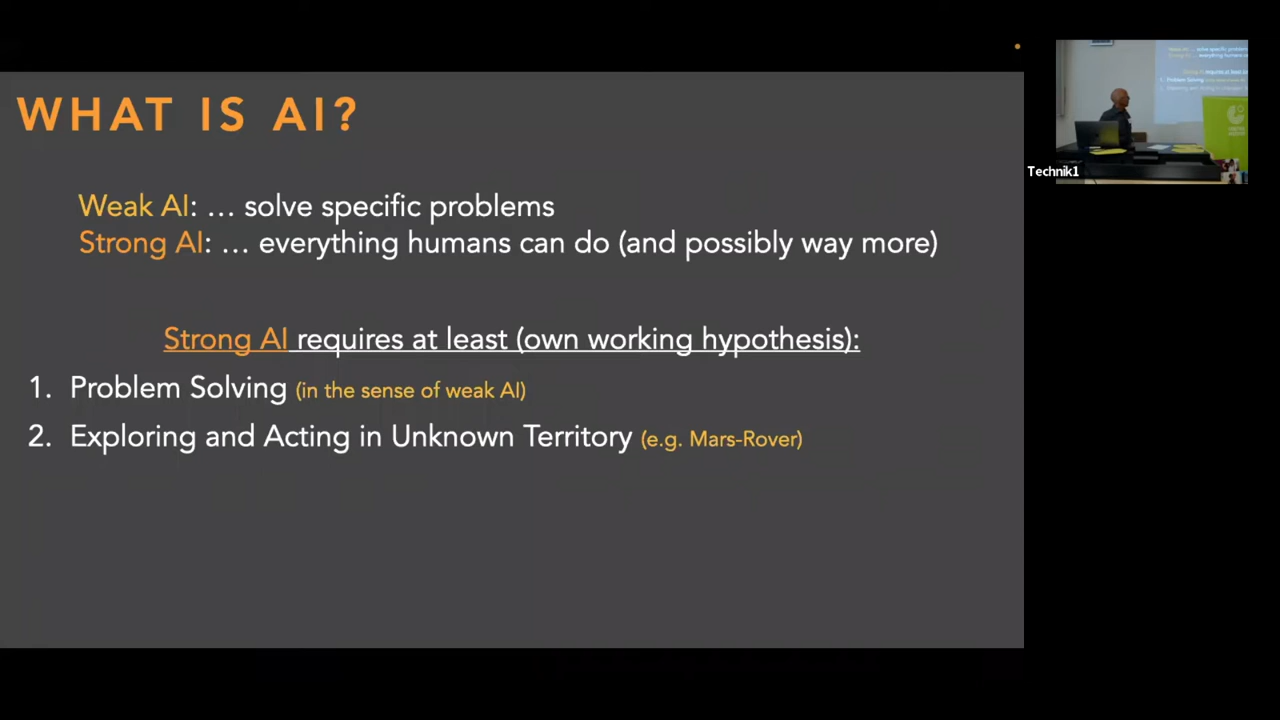 WHAT IS AI?
Weak AI: … solve specific problems
Strong AI: … everything humans can do (and possibly way more)
Strong AI requires at least (own working hypothesis):
1. Problem Solving (in the sense of weak AI)
2. Exploring and Acting in Unknown Territory (e.g. Mars-Rover)
Technik1